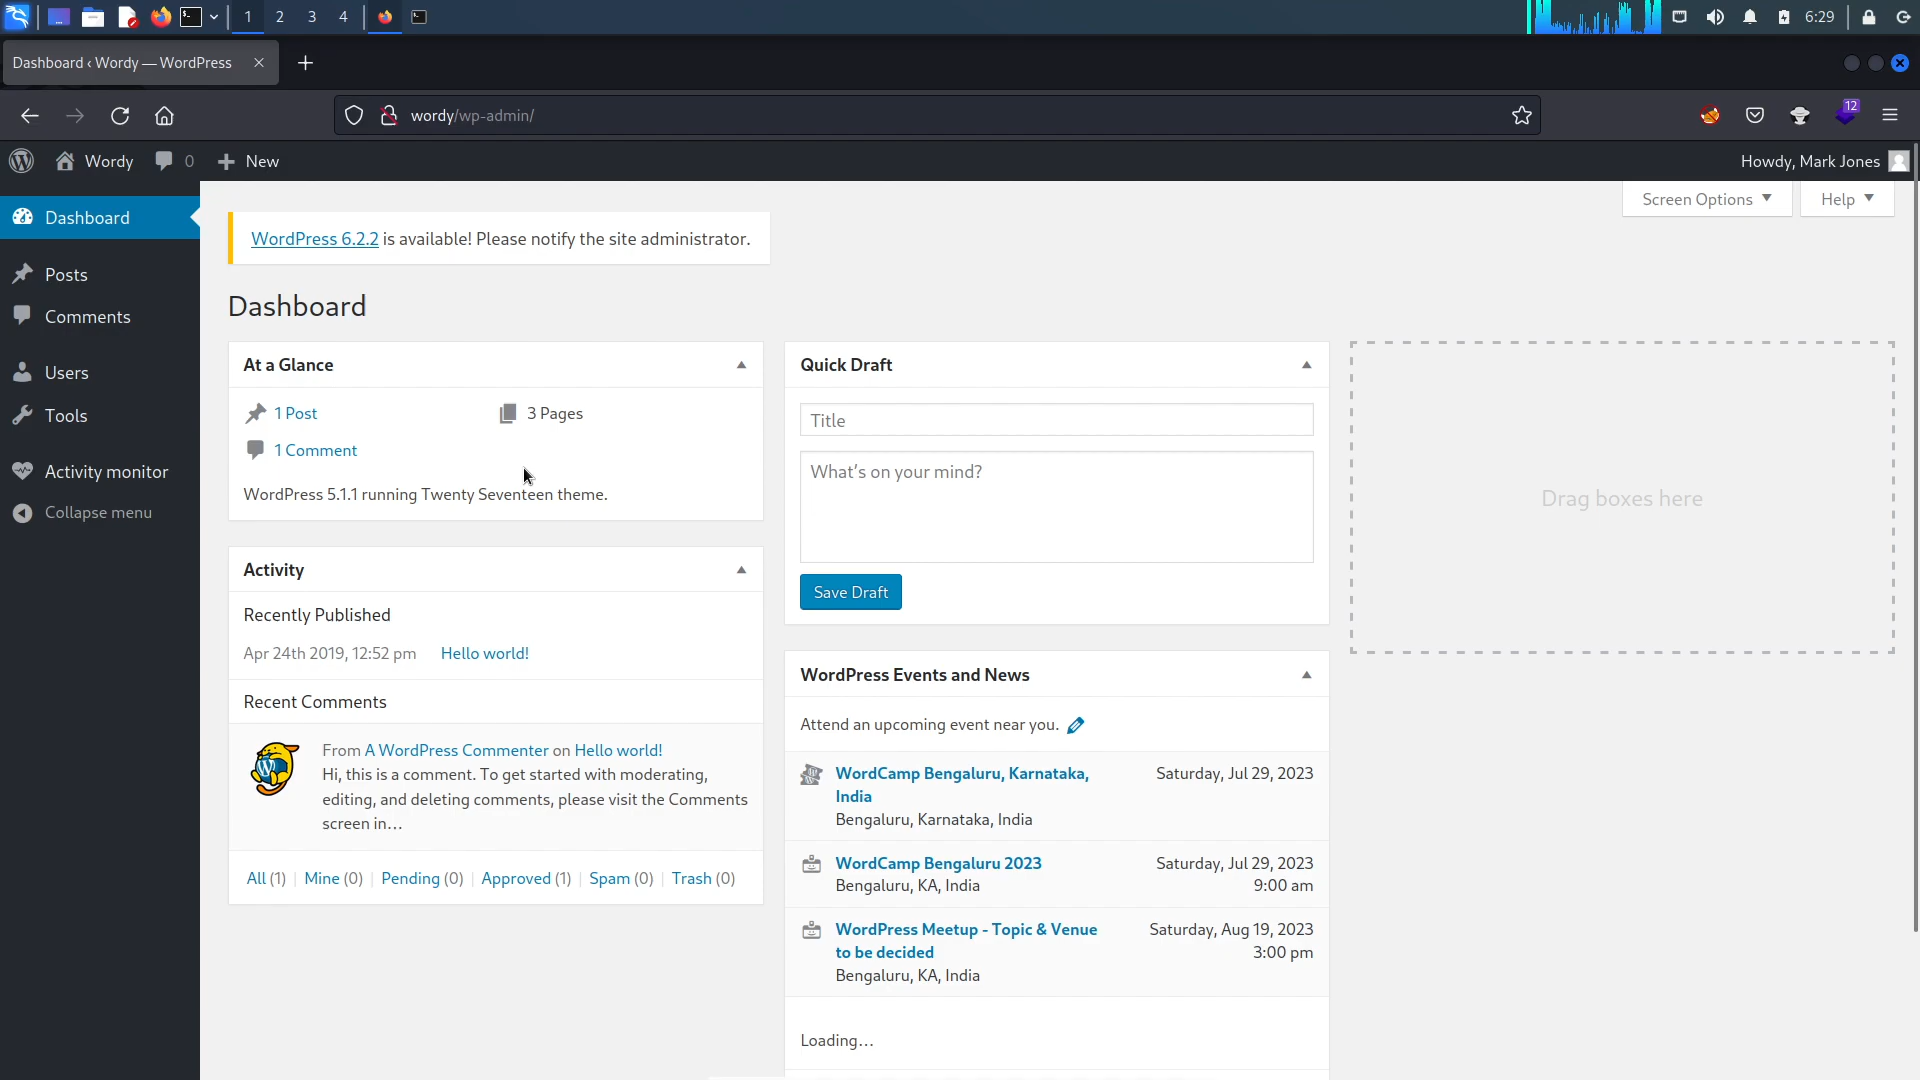 1 2 3 4 6:29
Dashboard ‹ Wordy — WordPress
wordy/wp-admin/
12
Wordy 0 New
Howdy, Mark Jones
Dashboard
Posts
Comments
Users
Tools
Activity monitor
Collapse menu
Screen Options Help
WordPress 6.2.2 is available! Please notify the site administrator.
Dashboard
At a Glance
1 Post 3 Pages
1 Comment
WordPress 5.1.1 running Twenty Seventeen theme.
Activity
Recently Published
Apr 24th 2019, 12:52 pm Hello world!
Recent Comments
From A WordPress Commenter on Hello world!
Hi, this is a comment. To get started with moderating,
editing, and deleting comments, please visit the Comments
screen in…
All (1) | Mine (0) | Pending (0) | Approved (1) | Spam (0) | Trash (0)
Quick Draft
Title
What’s on your mind?
Save Draft
WordPress Events and News
Attend an upcoming event near you.
WordCamp Bengaluru, Karnataka, Saturday, Jul 29, 2023
India
Bengaluru, Karnataka, India
WordCamp Bengaluru 2023 Saturday, Jul 29, 2023
Bengaluru, KA, India 9:00 am
WordPress Meetup - Topic & Venue Saturday, Aug 19, 2023
to be decided 3:00 pm
Bengaluru, KA, India
Loading…
Drag boxes here